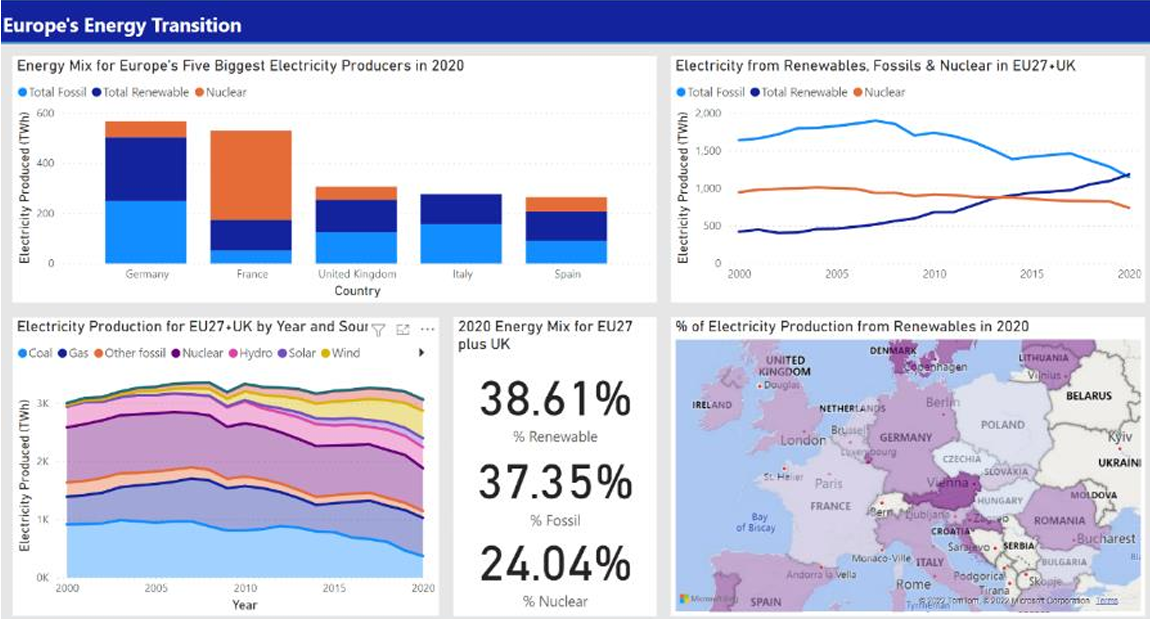 Europe's Energy Transition
Energy Mix for Europe's Five Biggest Electricity Producers in 2020
Total Fossil Total Renewable Nuclear
Electricity Produced (TWh)
600
400
200
0
Germany France United Kingdom Italy Spain
Country
Electricity from Renewables, Fossils & Nuclear in EU27+UK
Total Fossil Total Renewable Nuclear
Electricity Produced (TWh)
2,000
1,500
1,000
500
0
2000 2005 2010 2015 2020
Electricity Production for EU27+UK by Year and Sour
Coal Gas Other fossil Nuclear Hydro Solar Wind
Electricity Produced (TWh)
3K
2K
1K
0K
2000 2005 2010 2015 2020
Year
2020 Energy Mix for EU27
plus UK
38.61%
% Renewable
37.35%
% Fossil
24.04%
% Nuclear
% of Electricity Production from Renewables in 2020
DENMARK
Copenhagen
LITHUANIA
Vilnius
UNITED
KINGDOM
Douglas
IRELAND
BELARUS
NETHERLANDS
Berlin
London
Brussel
GERMANY
POLAND
Kyiv
Luxembourg
CZECHIA
UKRAIN
St. Helier
Paris
SLOVAKIA
Vienna
FRANCE
Bern
HUNGARY
MOLDOVA
Ljubljana
Zagreb
ROMANIA
Bay
of Biscay
CROATIA
Bucharest
Sarajevo
SERBIA
Monaco-Ville
ITALY
BULGARIA
Andorra la Vella
Podgorica
Skopje
Rome
Tirana
SPAIN
Tyrrhenian
© 2022 TomTom, © 2022 Microsoft Corporation Terms